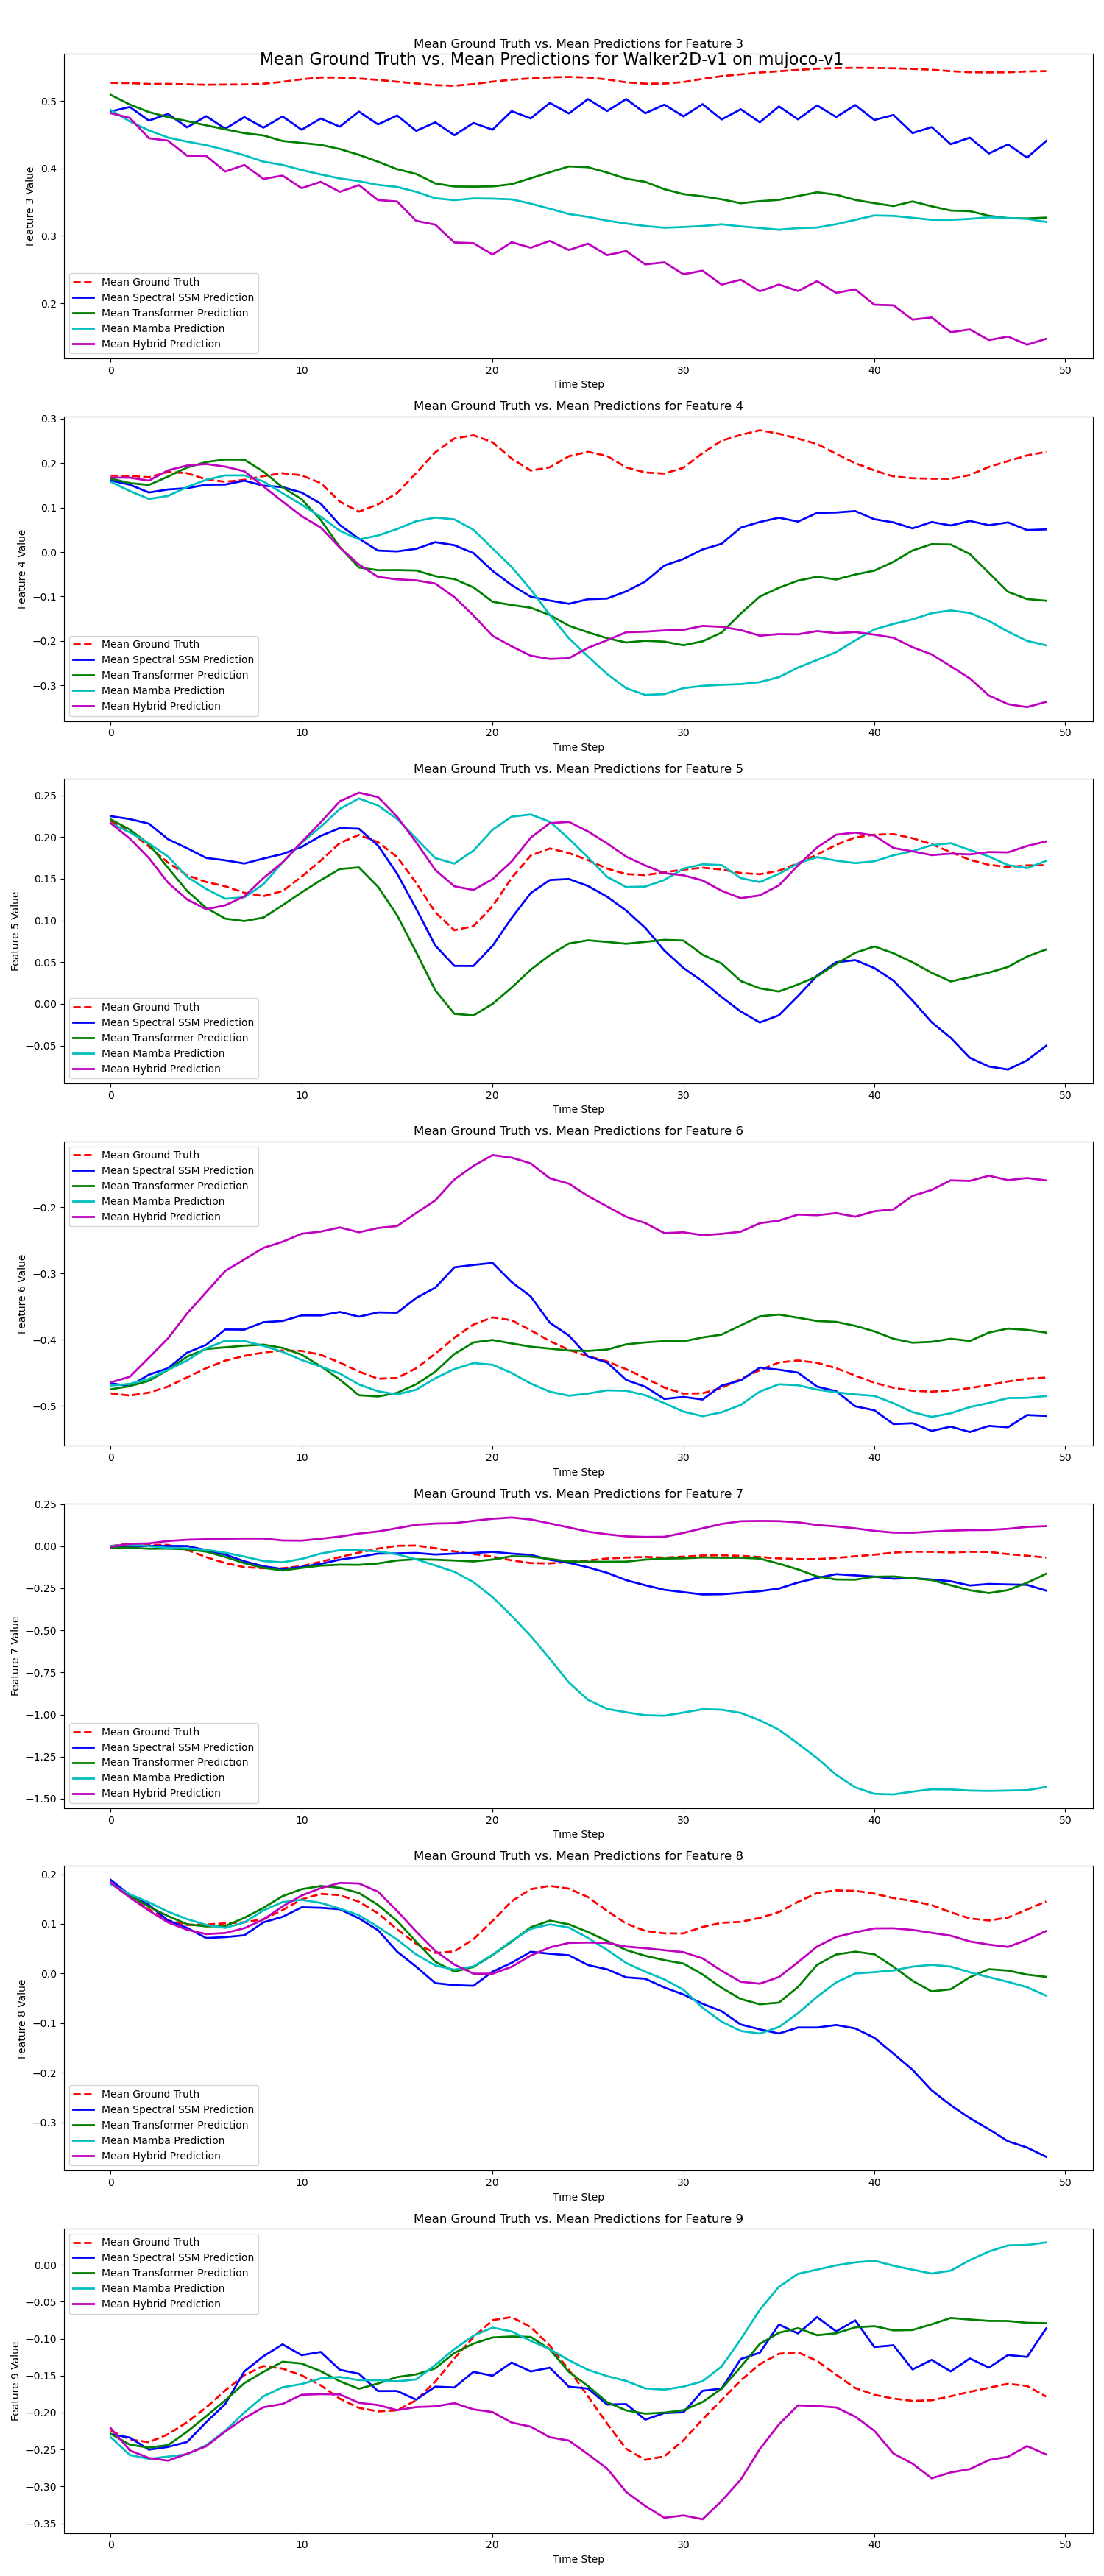 Mean Ground Truth vs. Mean Predictions for Feature 3
Mean Ground Truth vs. Mean Predictions for Walker2D-v1 on mujoco-v1
0.5
0.4
0.3
0.2
Feature 3 Value
Mean Ground Truth
Mean Spectral SSM Prediction
Mean Transformer Prediction
Mean Mamba Prediction
Mean Hybrid Prediction
0 10 20 30 40 50
Time Step
Mean Ground Truth vs. Mean Predictions for Feature 4
0.3
0.2
0.1
0.0
−0.1
−0.2
−0.3
Feature 4 Value
Mean Ground Truth
Mean Spectral SSM Prediction
Mean Transformer Prediction
Mean Mamba Prediction
Mean Hybrid Prediction
0 10 20 30 40 50
Time Step
Mean Ground Truth vs. Mean Predictions for Feature 5
0.25
0.20
0.15
0.10
0.05
0.00
−0.05
Feature 5 Value
Mean Ground Truth
Mean Spectral SSM Prediction
Mean Transformer Prediction
Mean Mamba Prediction
Mean Hybrid Prediction
0 10 20 30 40 50
Time Step
Mean Ground Truth vs. Mean Predictions for Feature 6
Mean Ground Truth
Mean Spectral SSM Prediction
Mean Transformer Prediction
Mean Mamba Prediction
Mean Hybrid Prediction
−0.2
−0.3
−0.4
−0.5
Feature 6 Value
0 10 20 30 40 50
Time Step
Mean Ground Truth vs. Mean Predictions for Feature 7
0.25
0.00
−0.25
−0.50
−0.75
−1.00
−1.25
−1.50
Feature 7 Value
Mean Ground Truth
Mean Spectral SSM Prediction
Mean Transformer Prediction
Mean Mamba Prediction
Mean Hybrid Prediction
0 10 20 30 40 50
Time Step
Mean Ground Truth vs. Mean Predictions for Feature 8
0.2
0.1
0.0
−0.1
−0.2
−0.3
Feature 8 Value
Mean Ground Truth
Mean Spectral SSM Prediction
Mean Transformer Prediction
Mean Mamba Prediction
Mean Hybrid Prediction
0 10 20 30 40 50
Time Step
Mean Ground Truth vs. Mean Predictions for Feature 9
Mean Ground Truth
Mean Spectral SSM Prediction
Mean Transformer Prediction
Mean Mamba Prediction
Mean Hybrid Prediction
0.00
−0.05
−0.10
−0.15
−0.20
−0.25
−0.30
−0.35
Feature 9 Value
0 10 20 30 40 50
Time Step